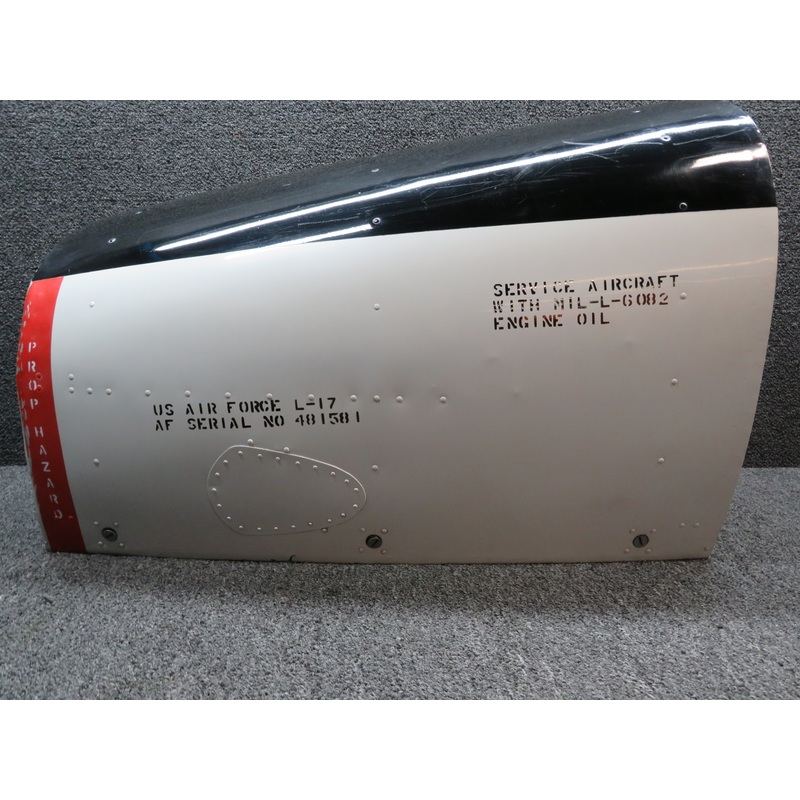 SERVICE AIRCRAFT
WITH MIL-L-6082
ENGINE OIL
US AIR FORCE L-17
AF SERIAL NO 481581
PROP HAZARD